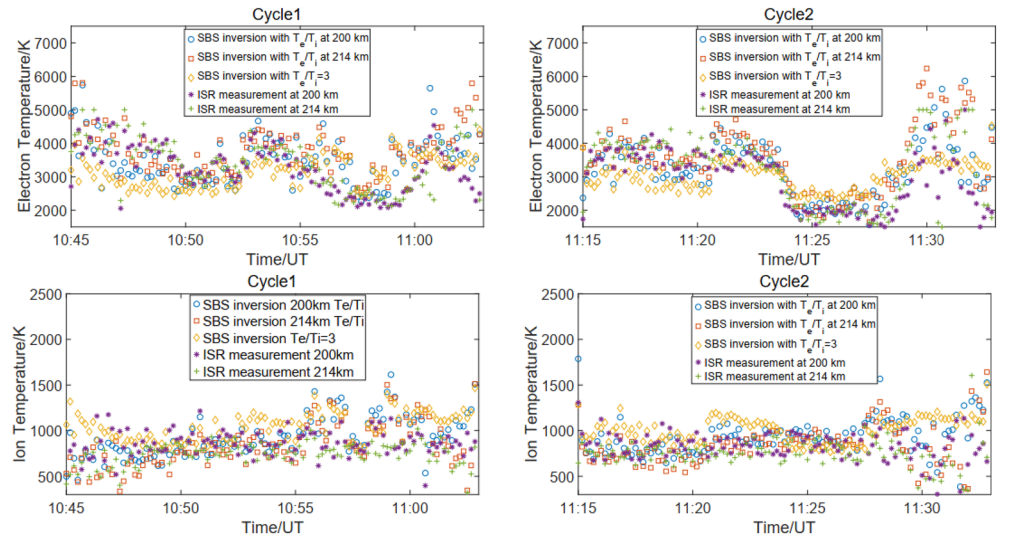 Cycle1
Electron Temperature/K
7000
6000
5000
4000
3000
2000
SBS inversion with Te/Ti at 200 km
SBS inversion with Te/Ti at 214 km
SBS inversion with Te/Ti=3
ISR measurement at 200 km
ISR measurement at 214 km
10:45 10:50 10:55 11:00
Time/UT
Cycle2
Electron Temperature/K
7000
6000
5000
4000
3000
2000
SBS inversion with Te/Ti at 200 km
SBS inversion with Te/Ti at 214 km
SBS inversion with Te/Ti=3
ISR measurement at 200 km
ISR measurement at 214 km
11:15 11:20 11:25 11:30
Time/UT
Cycle1
Ion Temperature/K
2500
2000
1500
1000
500
SBS inversion 200km Te/Ti
SBS inversion 214km Te/Ti
SBS inversion Te/Ti=3
ISR measurement 200km
ISR measurement 214km
10:45 10:50 10:55 11:00
Time/UT
Cycle2
Ion Temperature/K
2500
2000
1500
1000
500
SBS inversion with Te/Ti at 200 km
SBS inversion with Te/Ti at 214 km
SBS inversion with Te/Ti=3
ISR measurement at 200 km
ISR measurement at 214 km
11:15 11:20 11:25 11:30
Time/UT